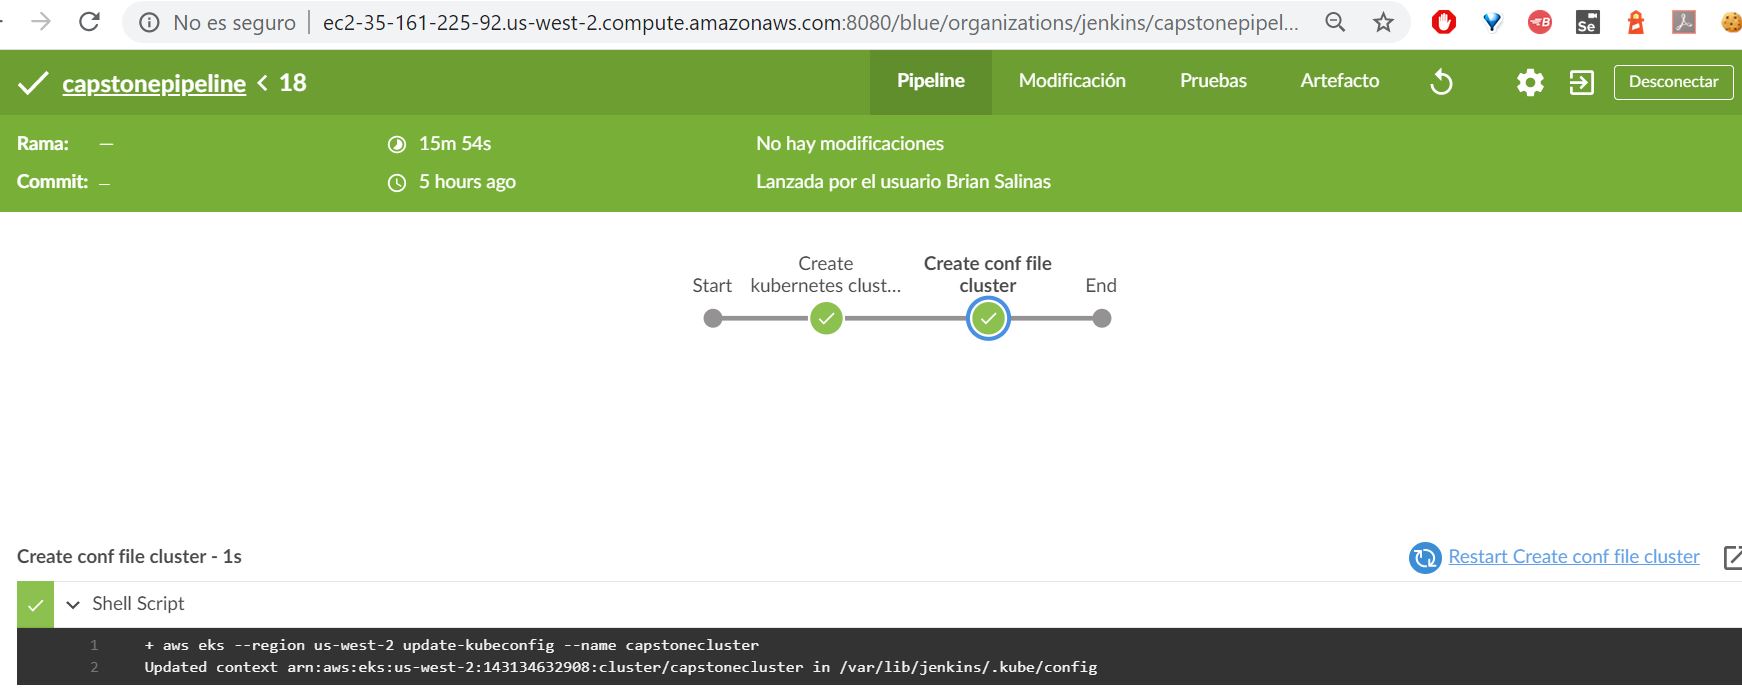 No es seguro | ec2-35-161-225-92.us-west-2.compute.amazonaws.com:8080/blue/organizations/jenkins/capstonepipel...
capstonepipeline < 18
Pipeline Modificación Pruebas Artefacto Desconectar
Rama: — 15m 54s No hay modificaciones
Commit: — 5 hours ago Lanzada por el usuario Brian Salinas
Create Create conf file
Start kubernetes clust... cluster End
Create conf file cluster - 1s Restart Create conf file cluster
Shell Script
1 + aws eks --region us-west-2 update-kubeconfig --name capstonecluster
2 Updated context arn:aws:eks:us-west-2:143134632908:cluster/capstonecluster in /var/lib/jenkins/.kube/config